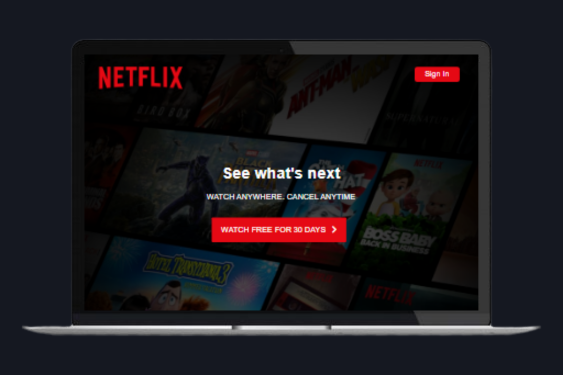 NETFLIX
Sign In
ANT-MAN
See what's next
WATCH ANYWHERE. CANCEL ANYTIME
WATCH FREE FOR 30 DAYS
BLACK
NETFLIX
BOSS BABY
BACK IN BUSINESS
HOTEL TRANSYLVANIA 3
NETFLIX